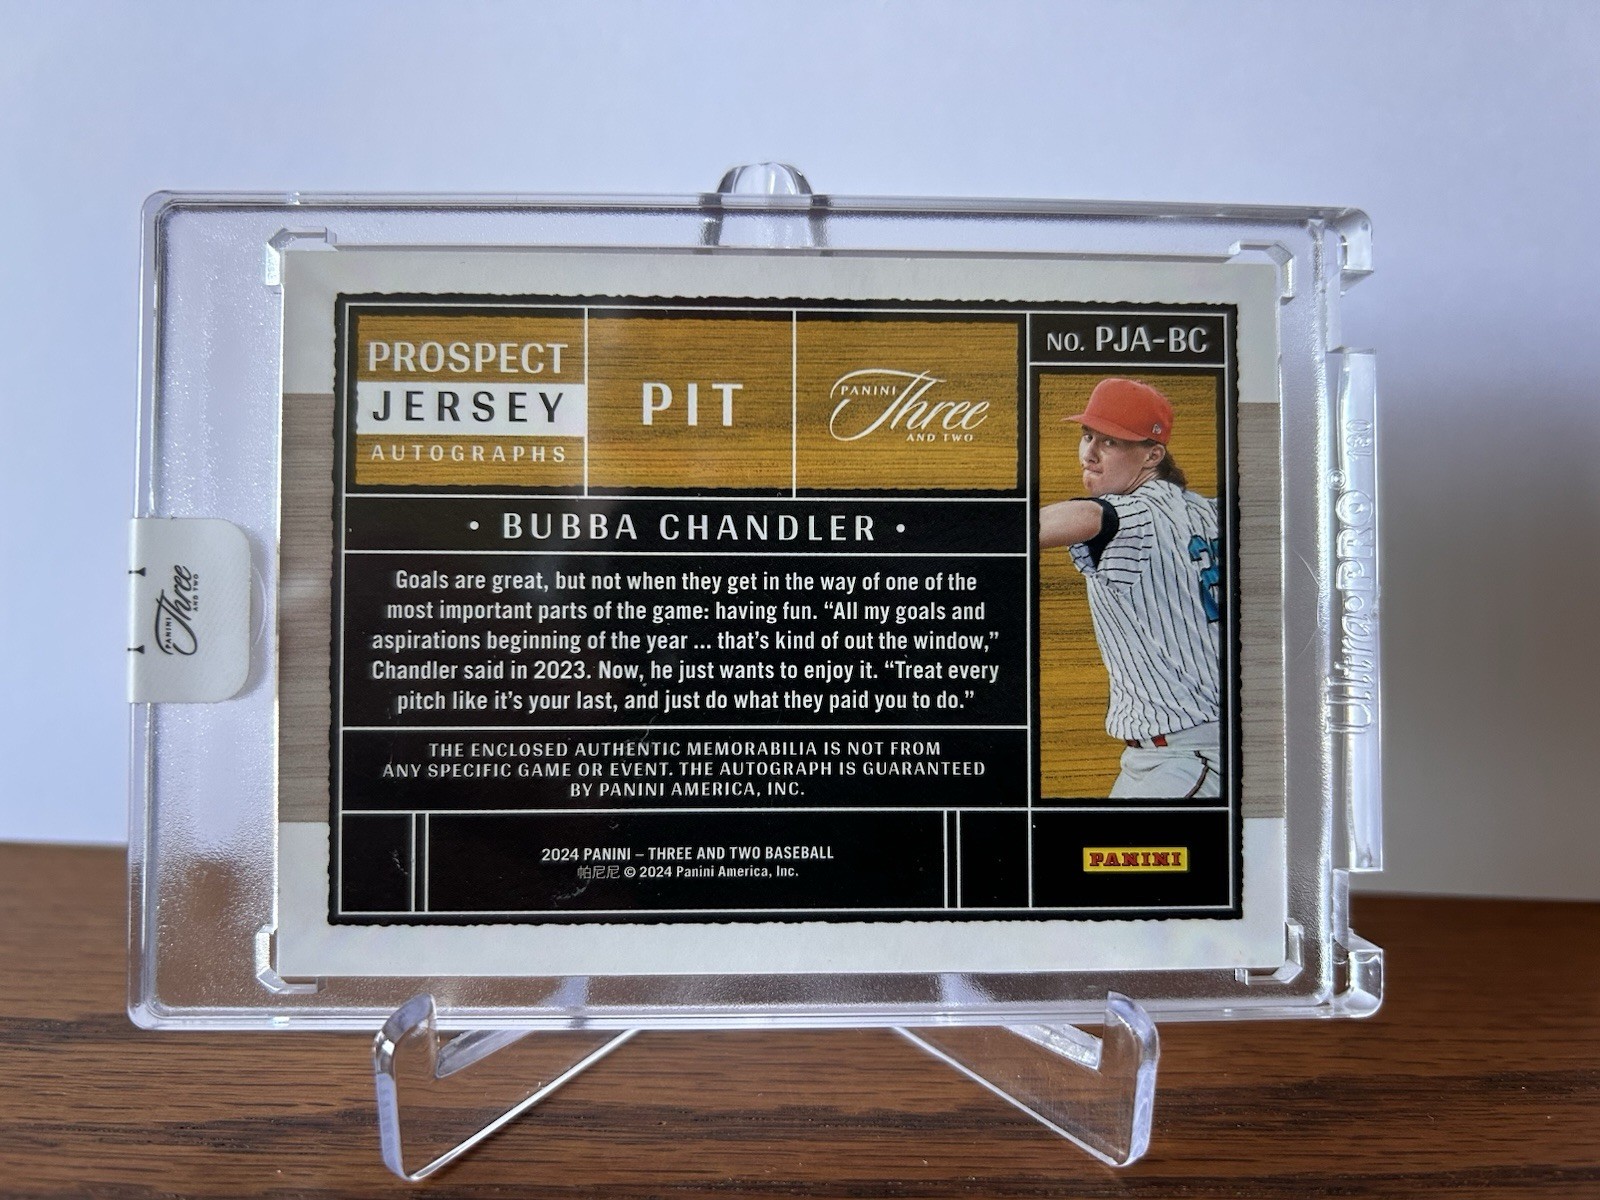 PROSPECT
JERSEY
AUTOGRAPHS
PIT
PANINI
Three
AND TWO
NO. PJA-BC
• BUBBA CHANDLER •
Goals are great, but not when they get in the way of one of the
most important parts of the game: having fun. “All my goals and
aspirations beginning of the year ... that’s kind of out the window,”
Chandler said in 2023. Now, he just wants to enjoy it. “Treat every
pitch like it’s your last, and just do what they paid you to do.”
THE ENCLOSED AUTHENTIC MEMORABILIA IS NOT FROM
ANY SPECIFIC GAME OR EVENT. THE AUTOGRAPH IS GUARANTEED
BY PANINI AMERICA, INC.
2024 PANINI – THREE AND TWO BASEBALL
帕尼尼 © 2024 Panini America, Inc.
PANINI
PANINI
Three
AND TWO
UltraPRO®